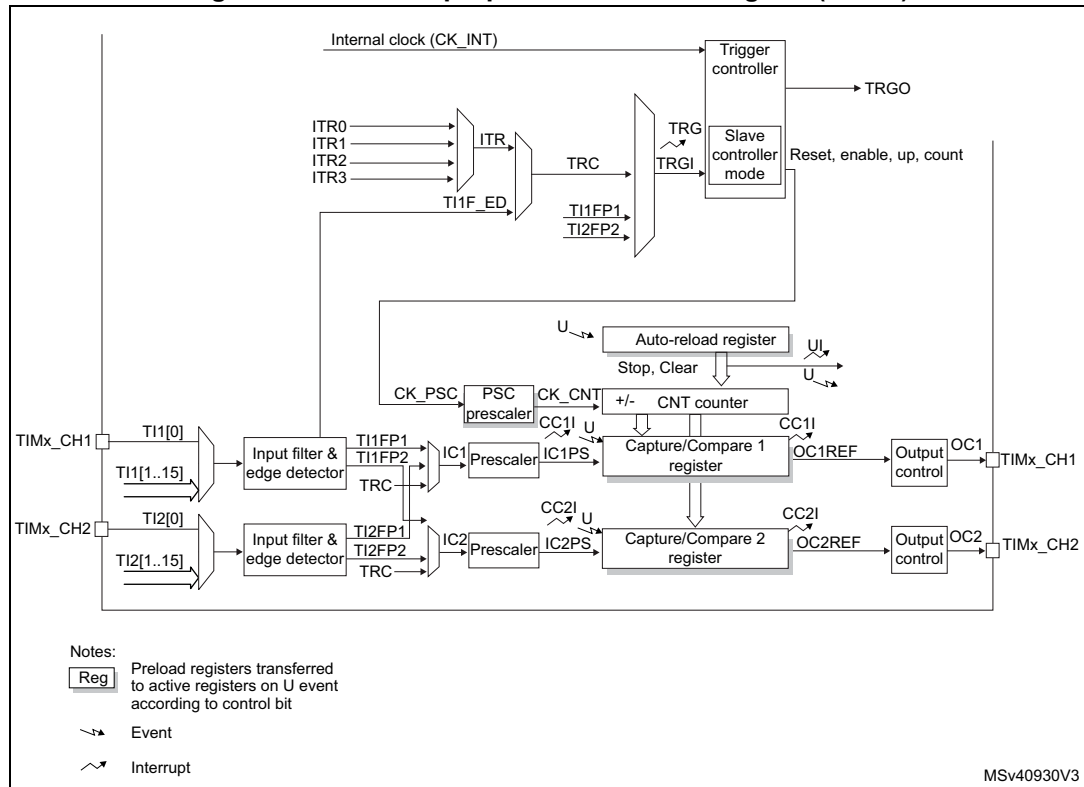 Internal clock (CK_INT)
Trigger
controller
TRGO
ITR0
ITR1
ITR2
ITR3
ITR
TRG
TRGI
Slave
controller
mode
Reset, enable, up, count
TRC
TI1F_ED
TI1FP1
TI2FP2
U
Auto-reload register
UI
Stop, Clear
U
CK_PSC
PSC
prescaler
CK_CNT
+/-
CNT counter
TIMx_CH1
TI1[0]
TI1[1..15]
Input filter &
edge detector
TI1FP1
TI1FP2
TRC
IC1
Prescaler
CC1I
IC1PS
U
Capture/Compare 1
register
CC1I
OC1REF
Output
control
OC1
TIMx_CH1
TIMx_CH2
TI2[0]
TI2[1..15]
Input filter &
edge detector
TI2FP1
TI2FP2
TRC
IC2
Prescaler
CC2I
IC2PS
U
Capture/Compare 2
register
CC2I
OC2REF
Output
control
OC2
TIMx_CH2
Notes:
Reg
Preload registers transferred
to active registers on U event
according to control bit
Event
Interrupt
MSv40930V3